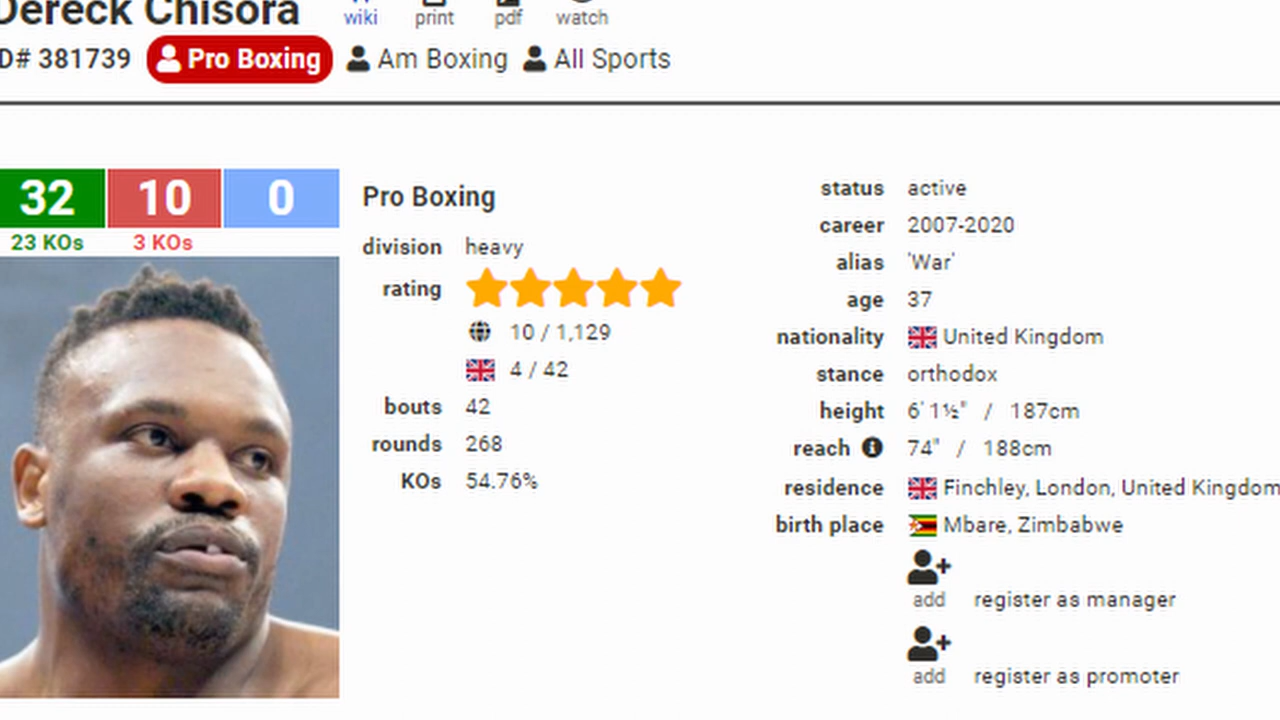 Dereck Chisora
wiki print pdf watch
D# 381739 Pro Boxing Am Boxing All Sports
32 10 0
23 KOs 3 KOs
Pro Boxing
division heavy
rating
10 / 1,129
4 / 42
bouts 42
rounds 268
KOs 54.76%
status active
career 2007-2020
alias 'War'
age 37
nationality United Kingdom
stance orthodox
height 6' 1½" / 187cm
reach 74" / 188cm
residence Finchley, London, United Kingdom
birth place Mbare, Zimbabwe
add register as manager
add register as promoter